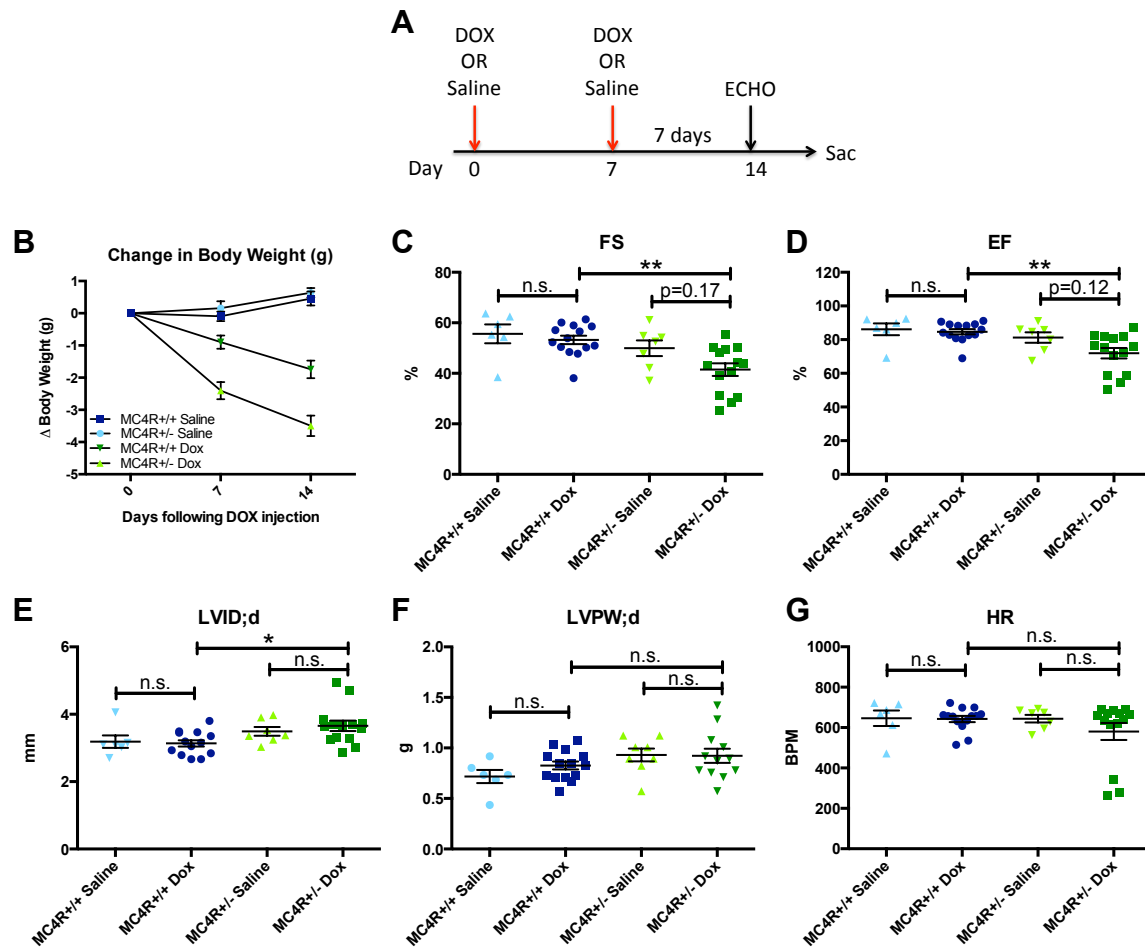 A
DOX
OR
Saline
DOX
OR
Saline
ECHO
7 days
Sac
Day
0
7
14
B
Change in Body Weight (g)
1
0
-1
-2
-3
-4
-5
Δ Body Weight (g)
MC4R+/+ Saline
MC4R+/- Saline
MC4R+/+ Dox
MC4R+/- Dox
0
7
14
Days following DOX injection
C
FS
80
60
40
20
0
%
n.s.
**
p=0.17
MC4R+/+ Saline
MC4R+/+ Dox
MC4R+/- Saline
MC4R+/- Dox
D
EF
120
100
80
60
40
20
0
%
n.s.
**
p=0.12
MC4R+/+ Saline
MC4R+/+ Dox
MC4R+/- Saline
MC4R+/- Dox
E
LVID;d
6
4
2
0
mm
n.s.
*
n.s.
MC4R+/+ Saline
MC4R+/+ Dox
MC4R+/- Saline
MC4R+/- Dox
F
LVPW;d
2.0
1.5
1.0
0.5
0.0
g
n.s.
n.s.
n.s.
MC4R+/+ Saline
MC4R+/+ Dox
MC4R+/- Saline
MC4R+/- Dox
G
HR
1000
800
600
400
200
0
BPM
n.s.
n.s.
n.s.
MC4R+/+ Saline
MC4R+/+ Dox
MC4R+/- Saline
MC4R+/- Dox